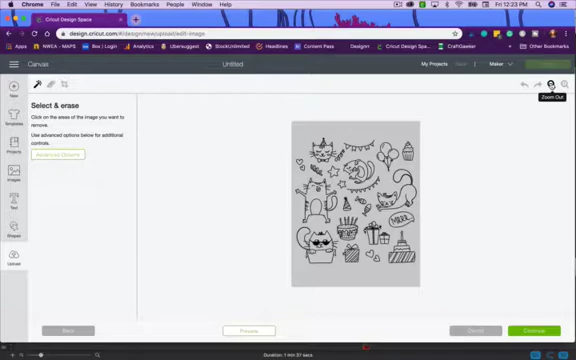 Chrome File Edit View History Bookmarks People Window Help
Fri 12:23 PM
Cricut Design Space
design.cricut.com/#/design/new/upload/edit-image
Apps NWEA - MAPS Box | Login Analytics Ubersuggest StockUnlimited Headlines Content Pass Designrr Cricut Design Spac CraftGawker Other Bookmarks
Canvas Untitled My Projects Maker
Zoom Out
Select & erase
Click on the areas of the image you want to
remove.
Use advanced options below for additional
controls.
Advanced Options
New
Templates
Projects
Images
Text
Shapes
Upload
MRRR
Back Preview Cancel Continue
Duration: 1 min 37 secs